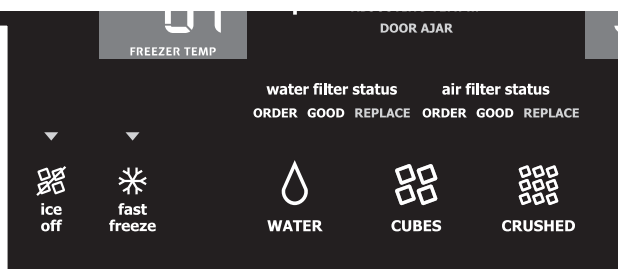 DOOR AJAR
FREEZER TEMP
water filter status air filter status
ORDER GOOD REPLACE ORDER GOOD REPLACE
ice off
fast freeze
WATER
CUBES
CRUSHED